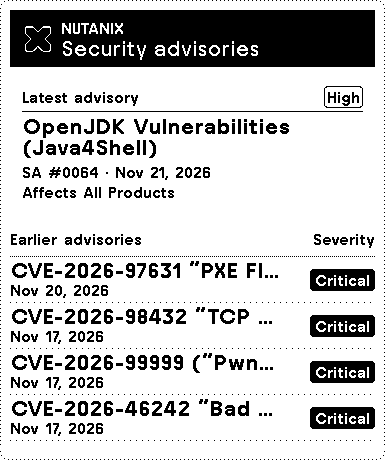 NUTANIX
Security advisories
Latest advisory High
OpenJDK Vulnerabilities
(Java4Shell)
SA #0064 · Nov 21, 2026
Affects All Products
Earlier advisories Severity
CVE-2026-97631 "PXE Fl...
Nov 20, 2026
Critical
CVE-2026-98432 "TCP ...
Nov 17, 2026
Critical
CVE-2026-99999 ("Pwn...
Nov 17, 2026
Critical
CVE-2026-46242 "Bad ...
Nov 17, 2026
Critical